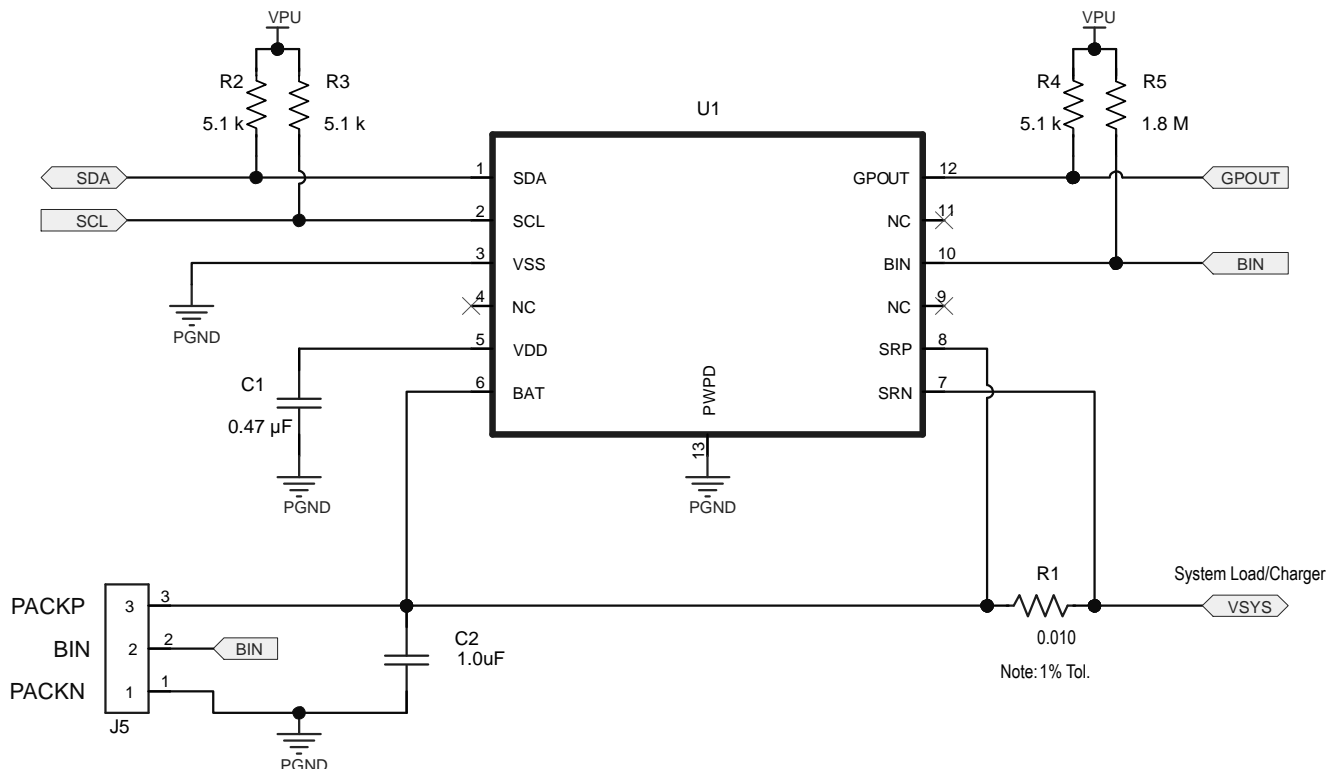 VPU
VPU
R2
R3
5.1 k
5.1 k
R4
R5
5.1 k
1.8 M
U1
SDA
1
SDA
GPOUT
12
GPOUT
SCL
2
SCL
NC
11
3
VSS
BIN
10
BIN
PGND
4
NC
NC
9
5
VDD
SRP
8
C1
0.47 µF
6
BAT
SRN
7
PWPD
13
PGND
PGND
PACKP
3
3
BIN
2
2
BIN
PACKN
1
1
J5
C2
1.0uF
PGND
R1
0.010
Note: 1% Tol.
System Load/Charger
VSYS